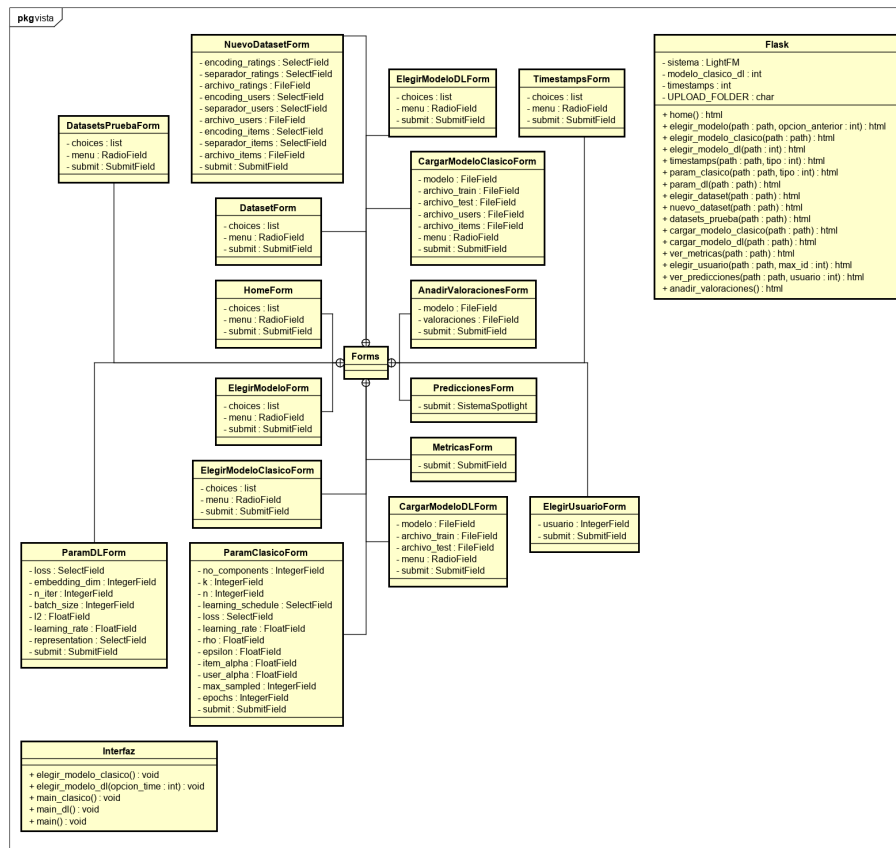 pkg vista
NuevoDatasetForm
- encoding_ratings : SelectField
- separador_ratings : SelectField
- archivo_ratings : FileField
- encoding_users : SelectField
- separador_users : SelectField
- archivo_users : FileField
- encoding_items : SelectField
- separador_items : SelectField
- archivo_items : FileField
- submit : SubmitField
ElegirModeloDLForm
- choices : list
- menu : RadioField
- submit : SubmitField
TimestampsForm
- choices : list
- menu : RadioField
- submit : SubmitField
Flask
- sistema : LightFM
- modelo_clasico_dl : int
- timestamps : int
- UPLOAD_FOLDER : char
+ home() : html
+ elegir_modelo(path : path, opcion_anterior : int) : html
+ elegir_modelo_clasico(path : path) : html
+ elegir_modelo_dl(path : int) : html
+ timestamps(path : path, tipo : int) : html
+ param_clasico(path : path, tipo : int) : html
+ param_dl(path : path) : html
+ elegir_dataset(path : path) : html
+ nuevo_dataset(path : path) : html
+ datasets_prueba(path : path) : html
+ cargar_modelo_clasico(path : path) : html
+ cargar_modelo_dl(path : path) : html
+ ver_metricas(path : path) : html
+ elegir_usuario(path : path, max_id : int) : html
+ ver_predicciones(path : path, usuario : int) : html
+ anadir_valoraciones() : html
DatasetsPruebaForm
- choices : list
- menu : RadioField
- submit : SubmitField
CargarModeloClasicoForm
- modelo : FileField
- archivo_train : FileField
- archivo_test : FileField
- archivo_users : FileField
- archivo_items : FileField
- menu : RadioField
- submit : SubmitField
DatasetForm
- choices : list
- menu : RadioField
- submit : SubmitField
HomeForm
- choices : list
- menu : RadioField
- submit : SubmitField
AnadirValoracionesForm
- modelo : FileField
- valoraciones : FileField
- submit : SubmitField
Forms
ElegirModeloForm
- choices : list
- menu : RadioField
- submit : SubmitField
PrediccionesForm
- submit : SistemaSpotlight
MetricasForm
- submit : SubmitField
ElegirModeloClasicoForm
- choices : list
- menu : RadioField
- submit : SubmitField
CargarModeloDLForm
- modelo : FileField
- archivo_train : FileField
- archivo_test : FileField
- menu : RadioField
- submit : SubmitField
ElegirUsuarioForm
- usuario : IntegerField
- submit : SubmitField
ParamDLForm
- loss : SelectField
- embedding_dim : IntegerField
- n_iter : IntegerField
- batch_size : IntegerField
- l2 : FloatField
- learning_rate : FloatField
- representation : SelectField
- submit : SubmitField
ParamClasicoForm
- no_components : IntegerField
- k : IntegerField
- n : IntegerField
- learning_schedule : SelectField
- loss : SelectField
- learning_rate : FloatField
- rho : FloatField
- epsilon : FloatField
- item_alpha : FloatField
- user_alpha : FloatField
- max_sampled : IntegerField
- epochs : IntegerField
- submit : SubmitField
Interfaz
+ elegir_modelo_clasico() : void
+ elegir_modelo_dl(opcion_time : int) : void
+ main_clasico() : void
+ main_dl() : void
+ main() : void